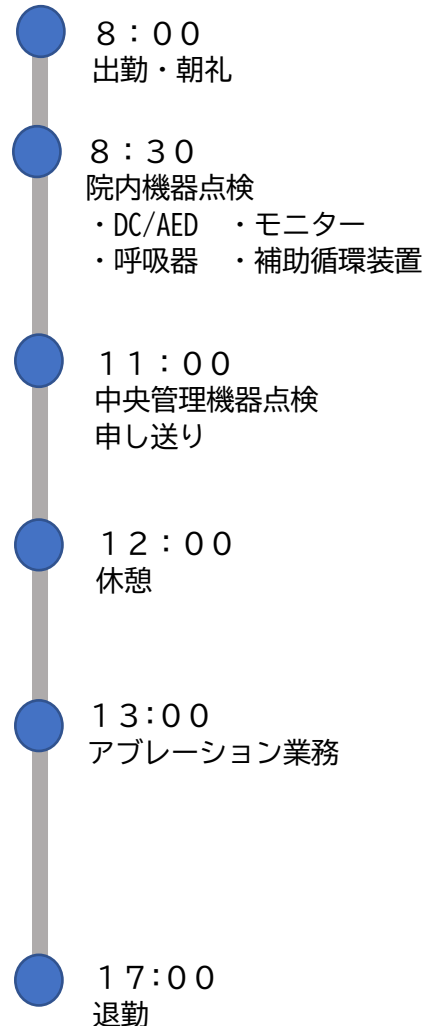 ８：００
出勤・朝礼
８：３０
院内機器点検
・DC/AED　・モニター
・呼吸器　・補助循環装置
１１：００
中央管理機器点検
申し送り
１２：００
休憩
１３:００
アブレーション業務
１７:００
退勤